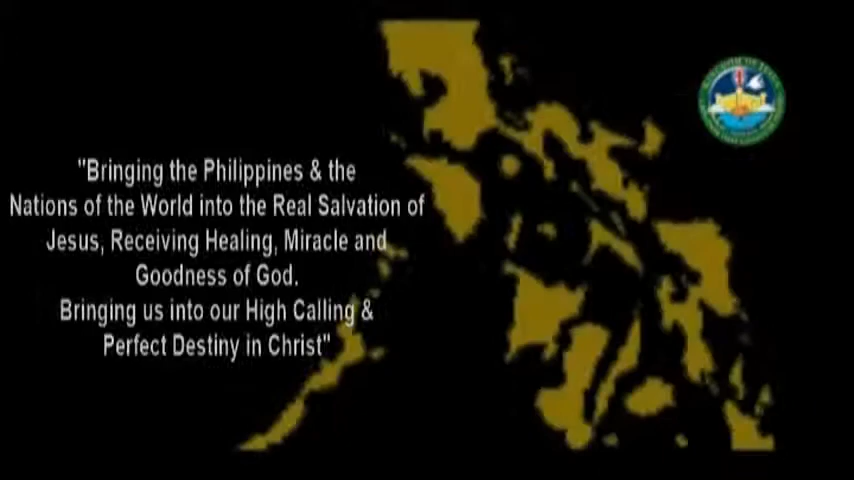 "Bringing the Philippines & the
Nations of the World into the Real Salvation of
Jesus, Receiving Healing, Miracle and
Goodness of God.
Bringing us into our High Calling &
Perfect Destiny in Christ"